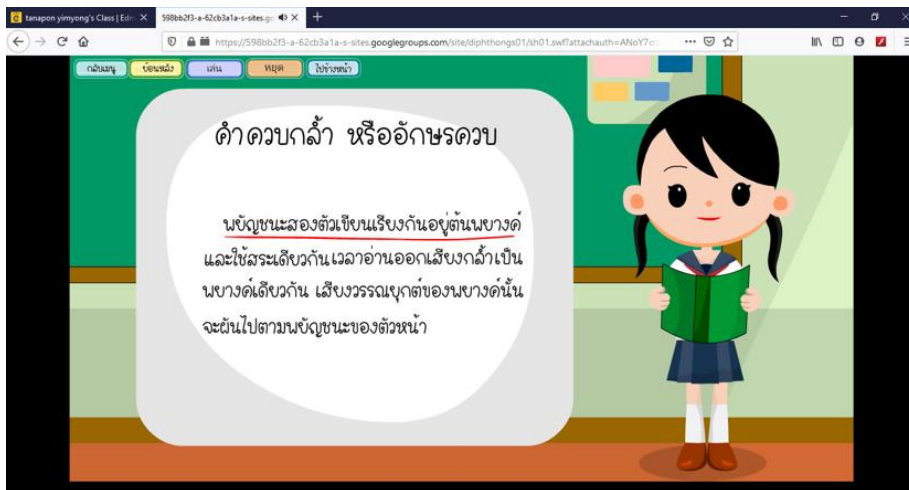 tanapon yimyong's Class | Edm
598bb2f3-a-62cb3a1a-s-sites.go
https://598bb2f3-a-62cb3a1a-s-sites.googlegroups.com/site/diphthongs01/sh01.swf?attachauth=ANoY7c
กลับเมนู ย้อนหลัง เล่น หยุด ไปข้างหน้า
คำควบกล้ำ หรืออักษรควบ
พยัญชนะสองตัวเขียนเรียงกันอยู่ต้นพยางค์
และใช้สระเดียวกันเวลาอ่านออกเสียงกล้ำเป็น
พยางค์เดียวกัน เสียงวรรณยุกต์ของพยางค์นั้น
จะผันไปตามพยัญชนะของตัวหน้า